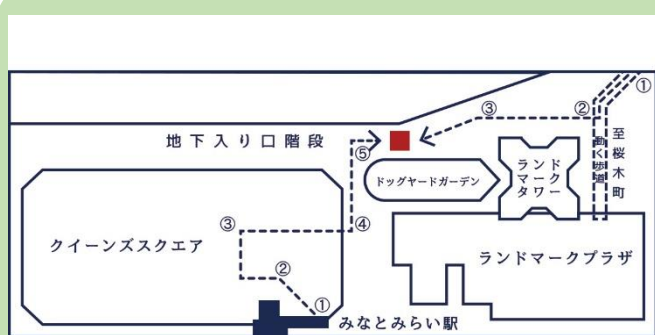 ①
②
③
至桜木町
動く歩道
地下入り口階段
⑤
ランド
マーク
タワー
ドッグヤードガーデン
③
④
クイーンズスクエア
ランドマークプラザ
②
①
みなとみらい駅